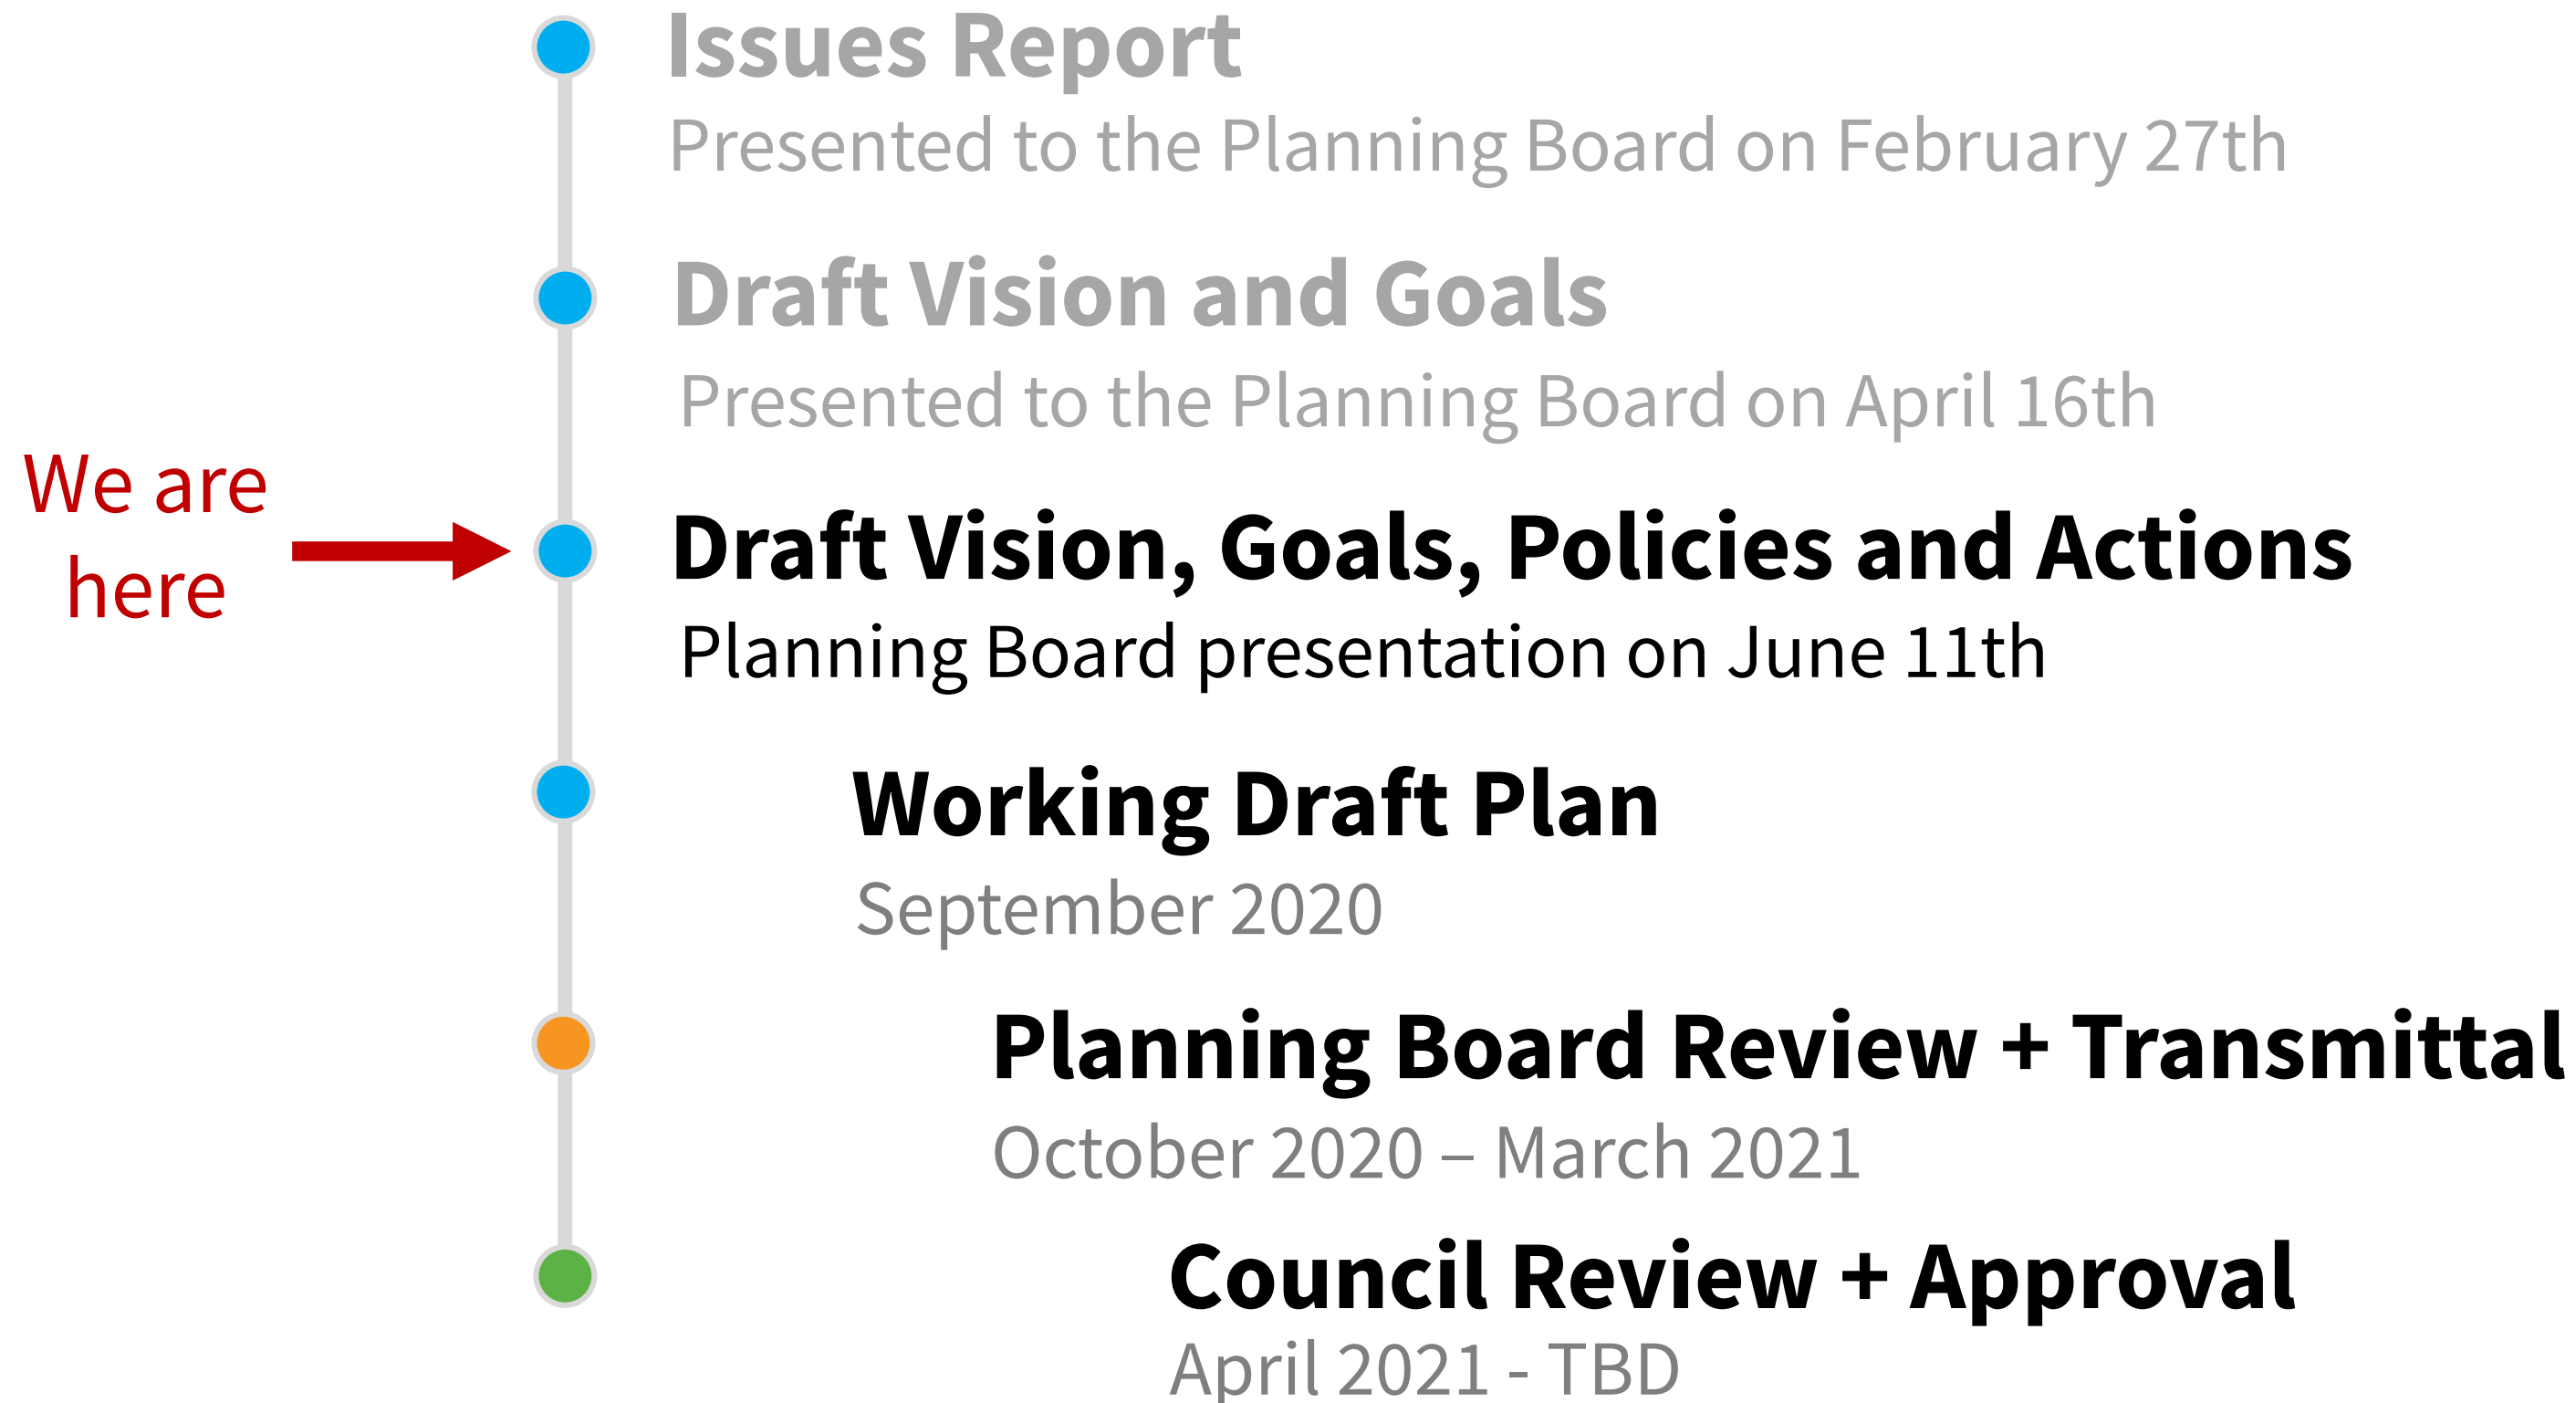 Issues Report
Presented to the Planning Board on February 27th
Draft Vision and Goals
Presented to the Planning Board on April 16th
We are
here
Draft Vision, Goals, Policies and Actions
Planning Board presentation on June 11th
Working Draft Plan
September 2020
Planning Board Review + Transmittal
October 2020 – March 2021
Council Review + Approval
April 2021 - TBD